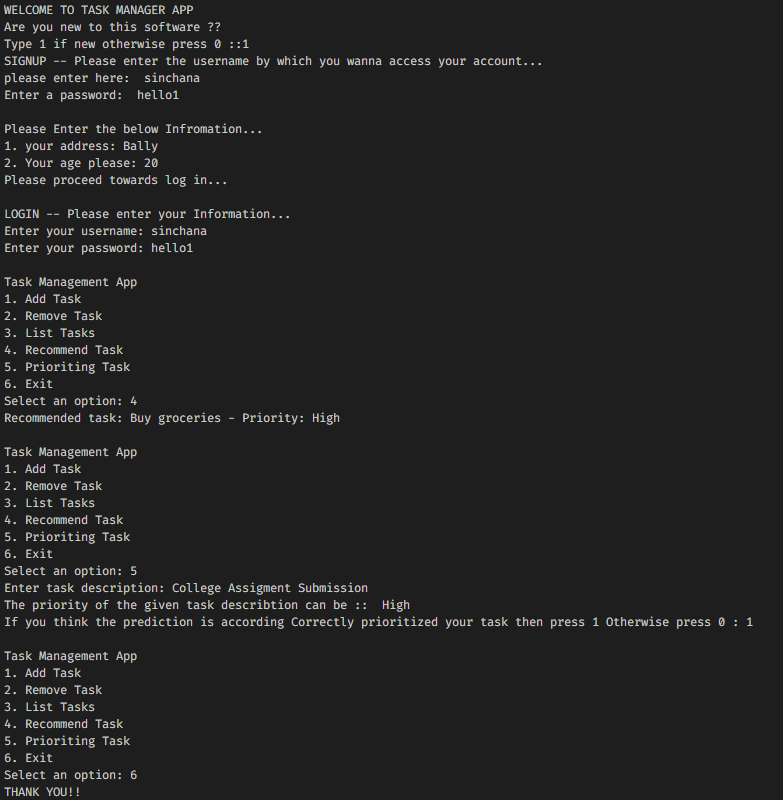 WELCOME TO TASK MANAGER APP
Are you new to this software ??
Type 1 if new otherwise press 0 ::1
SIGNUP -- Please enter the username by which you wanna access your account...
please enter here:  sinchana
Enter a password:  hello1

Please Enter the below Infromation...
1. your address: Bally
2. Your age please: 20
Please proceed towards log in...

LOGIN -- Please enter your Information...
Enter your username: sinchana
Enter your password: hello1

Task Management App
1. Add Task
2. Remove Task
3. List Tasks
4. Recommend Task
5. Prioriting Task
6. Exit
Select an option: 4
Recommended task: Buy groceries - Priority: High

Task Management App
1. Add Task
2. Remove Task
3. List Tasks
4. Recommend Task
5. Prioriting Task
6. Exit
Select an option: 5
Enter task description: College Assigment Submission
The priority of the given task describtion can be ::  High
If you think the prediction is according Correctly prioritized your task then press 1 Otherwise press 0 : 1

Task Management App
1. Add Task
2. Remove Task
3. List Tasks
4. Recommend Task
5. Prioriting Task
6. Exit
Select an option: 6
THANK YOU!!